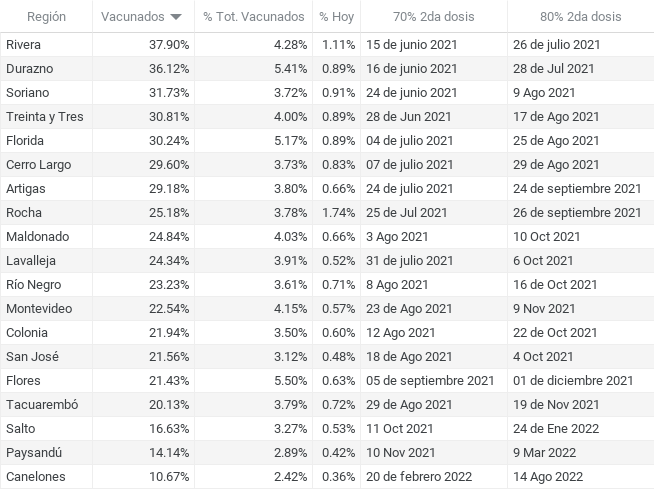 Región Vacunados % Tot. Vacunados % Hoy 70% 2da dosis 80% 2da dosis
Rivera 37.90% 4.28% 1.11% 15 de junio 2021 26 de julio 2021
Durazno 36.12% 5.41% 0.89% 16 de junio 2021 28 de Jul 2021
Soriano 31.73% 3.72% 0.91% 24 de junio 2021 9 Ago 2021
Treinta y Tres 30.81% 4.00% 0.89% 28 de Jun 2021 17 de Ago 2021
Florida 30.24% 5.17% 0.89% 04 de julio 2021 25 de Ago 2021
Cerro Largo 29.60% 3.73% 0.83% 07 de julio 2021 29 de Ago 2021
Artigas 29.18% 3.80% 0.66% 24 de julio 2021 24 de septiembre 2021
Rocha 25.18% 3.78% 1.74% 25 de Jul 2021 26 de septiembre 2021
Maldonado 24.84% 4.03% 0.66% 3 Ago 2021 10 Oct 2021
Lavalleja 24.34% 3.91% 0.52% 31 de julio 2021 6 Oct 2021
Río Negro 23.23% 3.61% 0.71% 8 Ago 2021 16 de Oct 2021
Montevideo 22.54% 4.15% 0.57% 23 de Ago 2021 9 Nov 2021
Colonia 21.94% 3.50% 0.60% 12 Ago 2021 22 de Oct 2021
San José 21.56% 3.12% 0.48% 18 de Ago 2021 4 Oct 2021
Flores 21.43% 5.50% 0.63% 05 de septiembre 2021 01 de diciembre 2021
Tacuarembó 20.13% 3.79% 0.72% 29 de Ago 2021 19 de Nov 2021
Salto 16.63% 3.27% 0.53% 11 Oct 2021 24 de Ene 2022
Paysandú 14.14% 2.89% 0.42% 10 Nov 2021 9 Mar 2022
Canelones 10.67% 2.42% 0.36% 20 de febrero 2022 14 Ago 2022